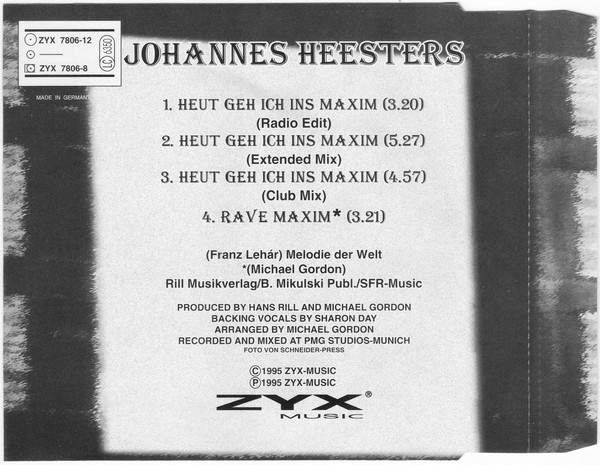 ZYX 7806-12
ZYX 7806-8
LC 6350
MADE IN GERMANY
JOHANNES HEESTERS
1. HEUT GEH ICH INS MAXIM (3.20)
(Radio Edit)
2. HEUT GEH ICH INS MAXIM (5.27)
(Extended Mix)
3. HEUT GEH ICH INS MAXIM (4.57)
(Club Mix)
4. RAVE MAXIM* (3.21)
(Franz Lehár) Melodie der Welt
*(Michael Gordon)
Rill Musikverlag/B. Mikulski Publ./SFR-Music
PRODUCED BY HANS RILL AND MICHAEL GORDON
BACKING VOCALS BY SHARON DAY
ARRANGED BY MICHAEL GORDON
RECORDED AND MIXED AT PMG STUDIOS-MUNICH
FOTO VON SCHNEIDER-PRESS
Ⓒ1995 ZYX-MUSIC
Ⓟ1995 ZYX-MUSIC
ZYX®
MUSIC